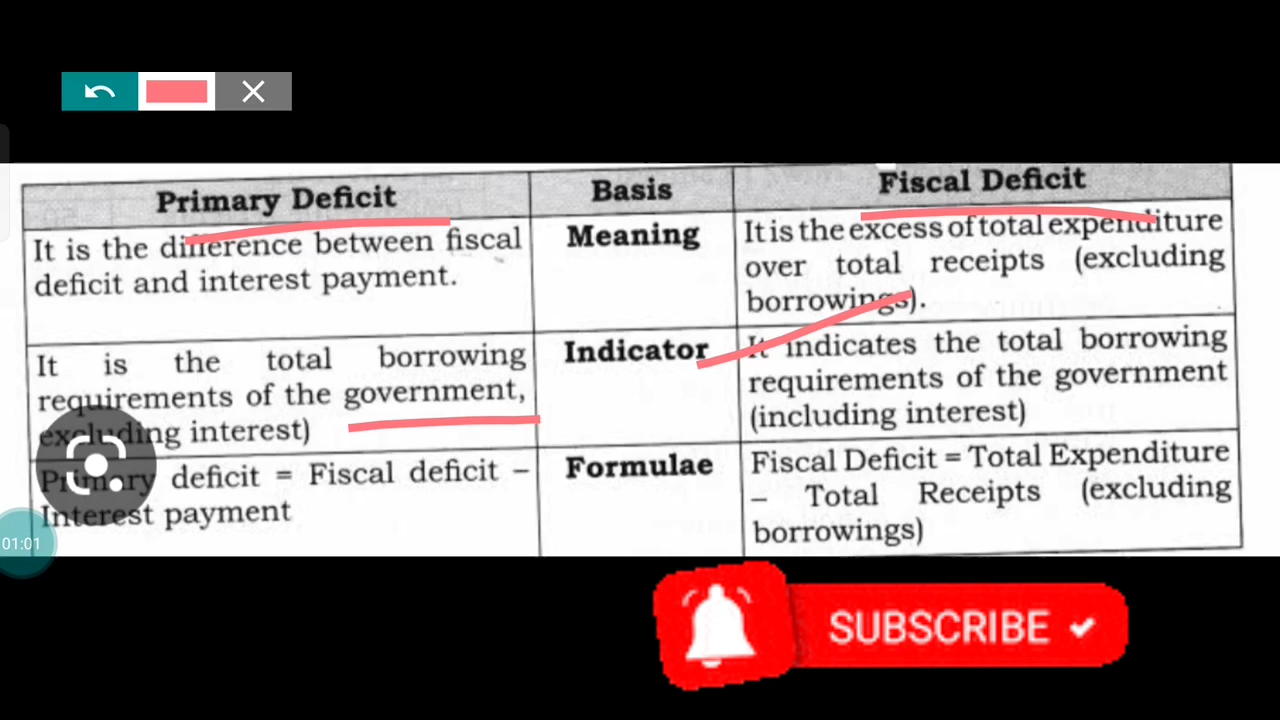 Primary Deficit Basis Fiscal Deficit
It is the difference between fiscal
deficit and interest payment.
Meaning
It is the excess of total expenditure
over total receipts (excluding
borrowings).
It is the total borrowing
requirements of the government,
excluding interest)
Indicator
It indicates the total borrowing
requirements of the government
(including interest)
Primary deficit = Fiscal deficit –
Interest payment
Formulae
Fiscal Deficit = Total Expenditure
– Total Receipts (excluding
borrowings)
01:01
SUBSCRIBE